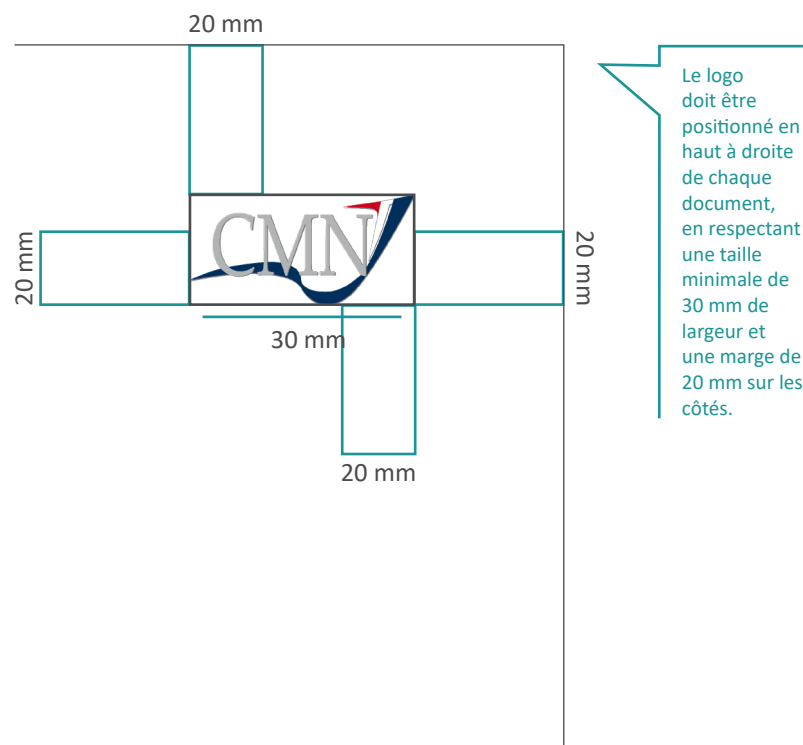 20 mm
20 mm
CMN
20 mm
30 mm
20 mm
Le logo
doit être
positionné en
haut à droite
de chaque
document,
en respectant
une taille
minimale de
30 mm de
largeur et
une marge de
20 mm sur les
côtés.